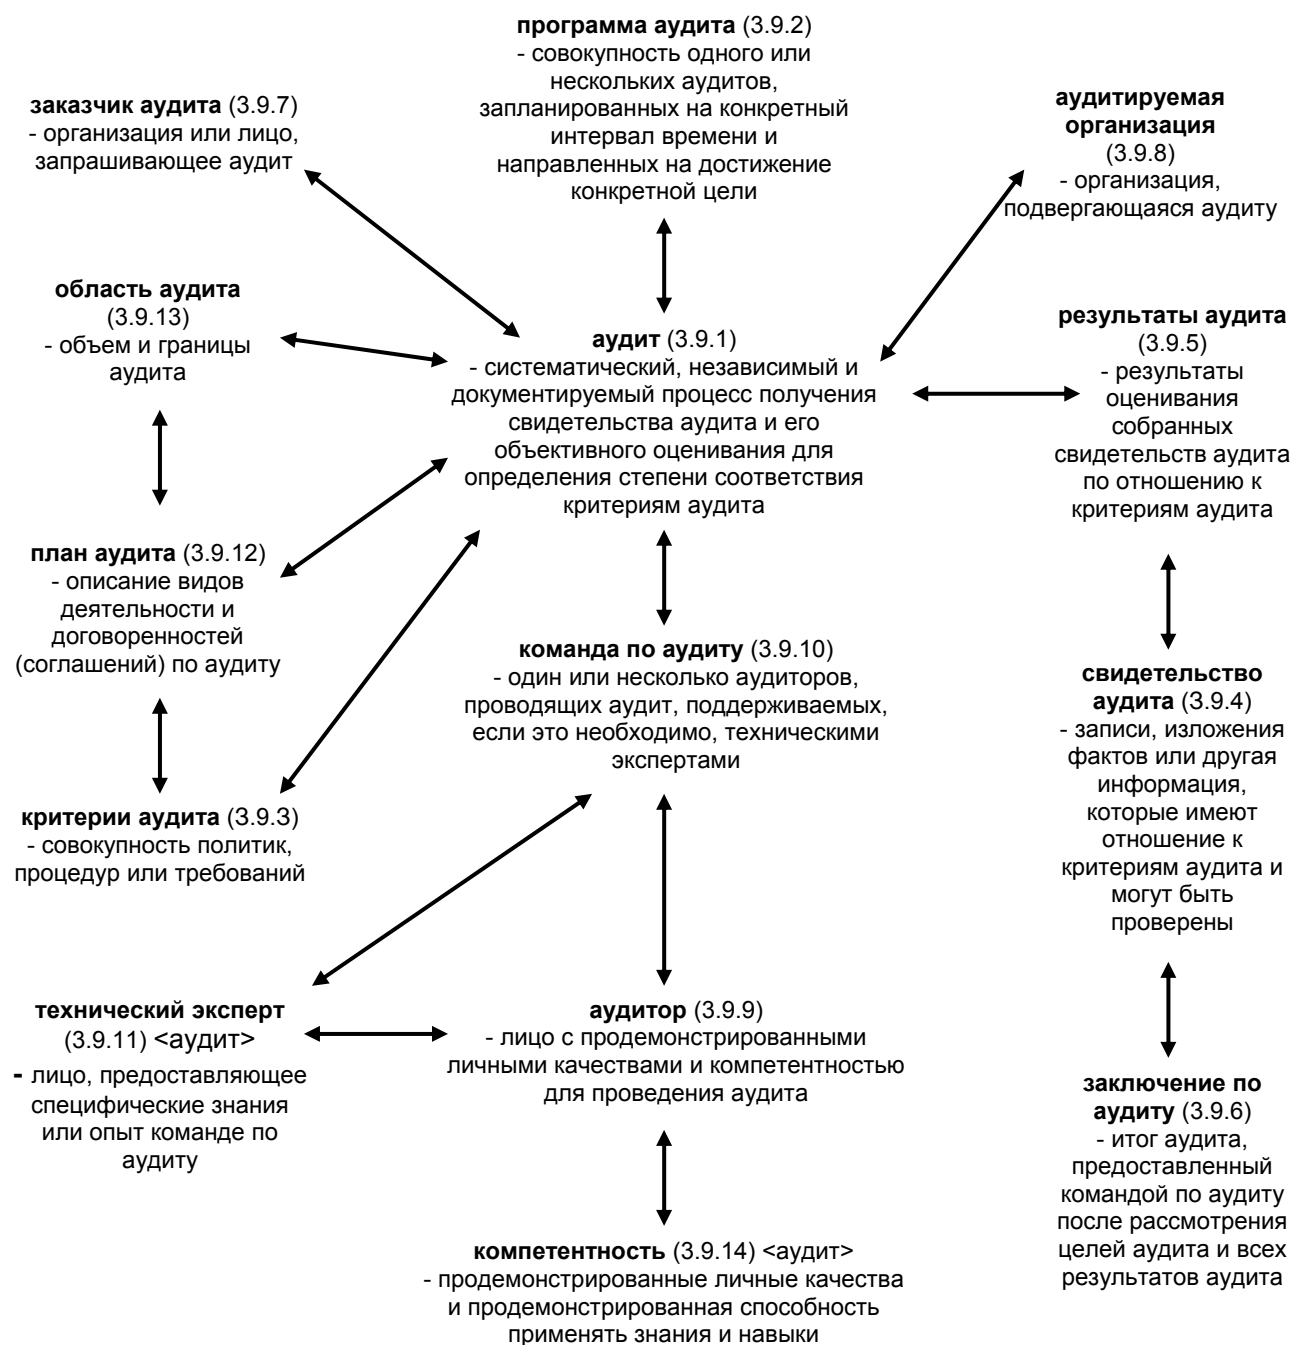 программа аудита (3.9.2)
- совокупность одного или
нескольких аудитов,
запланированных на конкретный
интервал времени и
направленных на достижение
конкретной цели
заказчик аудита (3.9.7)
- организация или лицо,
запрашивающее аудит
аудитируемая
организация
(3.9.8)
- организация,
подвергающаяся аудиту
область аудита
(3.9.13)
- объем и границы
аудита
аудит (3.9.1)
- систематический, независимый и
документируемый процесс получения
свидетельства аудита и его
объективного оценивания для
определения степени соответствия
критериям аудита
результаты аудита
(3.9.5)
- результаты
оценивания
собранных
свидетельств аудита
по отношению к
критериям аудита
план аудита (3.9.12)
- описание видов
деятельности и
договоренностей
(соглашений) по аудиту
команда по аудиту (3.9.10)
- один или несколько аудиторов,
проводящих аудит, поддерживаемых,
если это необходимо, техническими
экспертами
свидетельство
аудита (3.9.4)
- записи, изложения
фактов или другая
информация,
которые имеют
отношение к
критериям аудита и
могут быть
проверены
критерии аудита (3.9.3)
- совокупность политик,
процедур или требований
технический эксперт
(3.9.11) <аудит>
- лицо, предоставляющее
специфические знания
или опыт команде по
аудиту
аудитор (3.9.9)
- лицо с продемонстрированными
личными качествами и компетентностью
для проведения аудита
заключение по
аудиту (3.9.6)
- итог аудита,
предоставленный
командой по аудиту
после рассмотрения
целей аудита и всех
результатов аудита
компетентность (3.9.14) <аудит>
- продемонстрированные личные качества
и продемонстрированная способность
применять знания и навыки